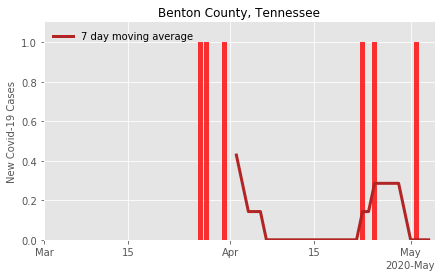 Benton County, Tennessee
7 day moving average
New Covid-19 Cases
1.0
0.8
0.6
0.4
0.2
0.0
Mar 15 Apr 15 May
2020-May